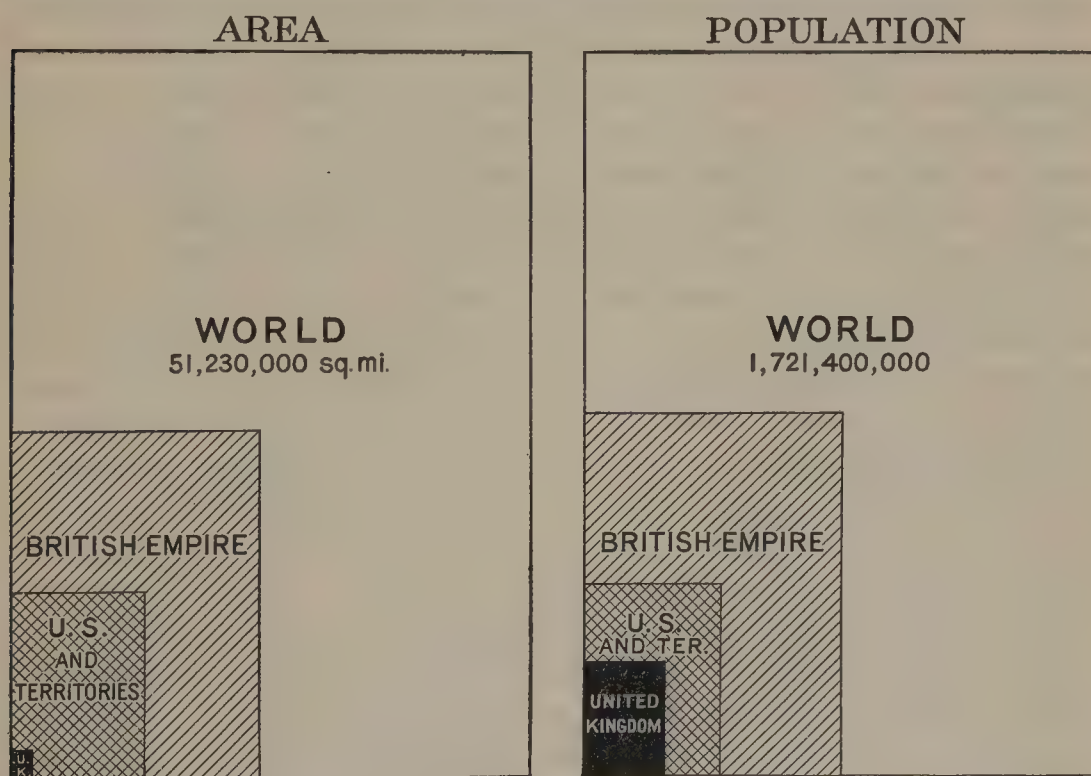 AREA
WORLD
51,230,000 sq.mi.
BRITISH EMPIRE
U. S.
AND
TERRITORIES
U.
K.
POPULATION
WORLD
1,721,400,000
BRITISH EMPIRE
U. S.
AND TER.
UNITED
KINGDOM